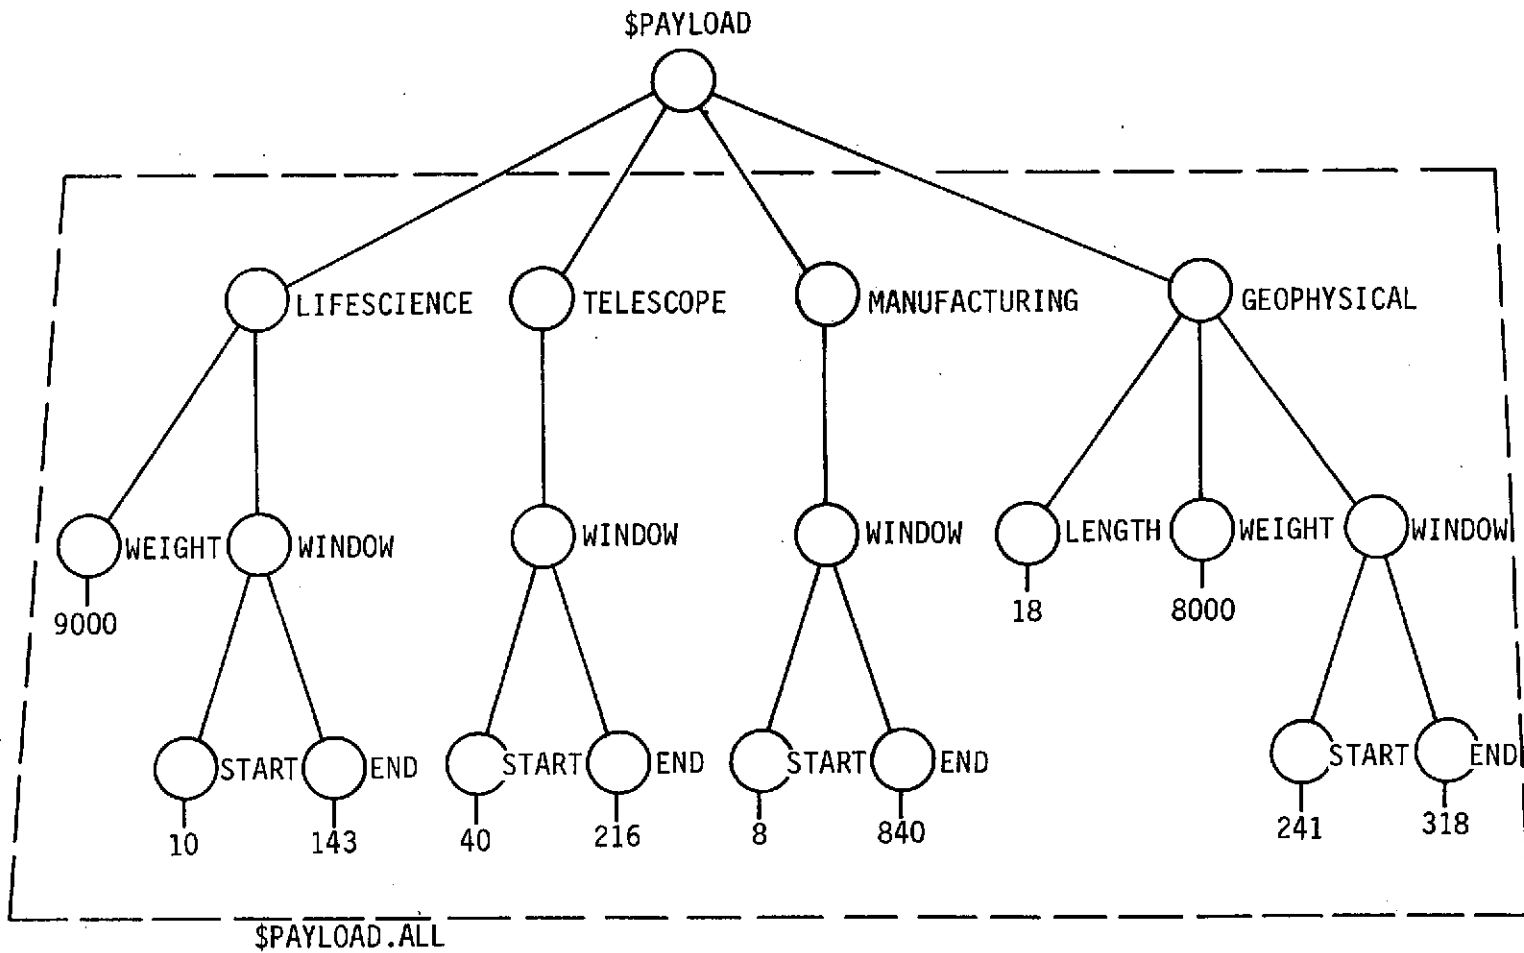 $PAYLOAD
LIFESCIENCE TELESCOPE MANUFACTURING GEOPHYSICAL
WEIGHT WINDOW WINDOW WINDOW LENGTH WEIGHT WINDOW
9000 18 8000
START END START END START END START END
10 143 40 216 8 840 241 318
$PAYLOAD.ALL